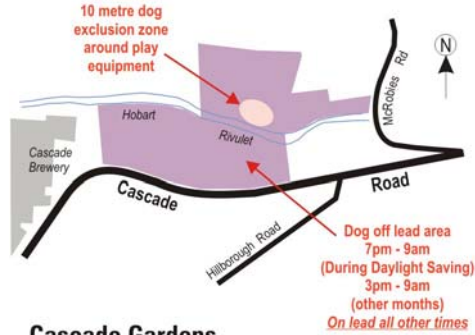 10 metre dog
exclusion zone
around play
equipment
N
McRobies Rd
Hobart
Rivulet
Cascade
Brewery
Cascade
Road
Hillborough Road
Dog off lead area
7pm - 9am
(During Daylight Saving)
3pm - 9am
(other months)
On lead all other times
Cascade Gardens